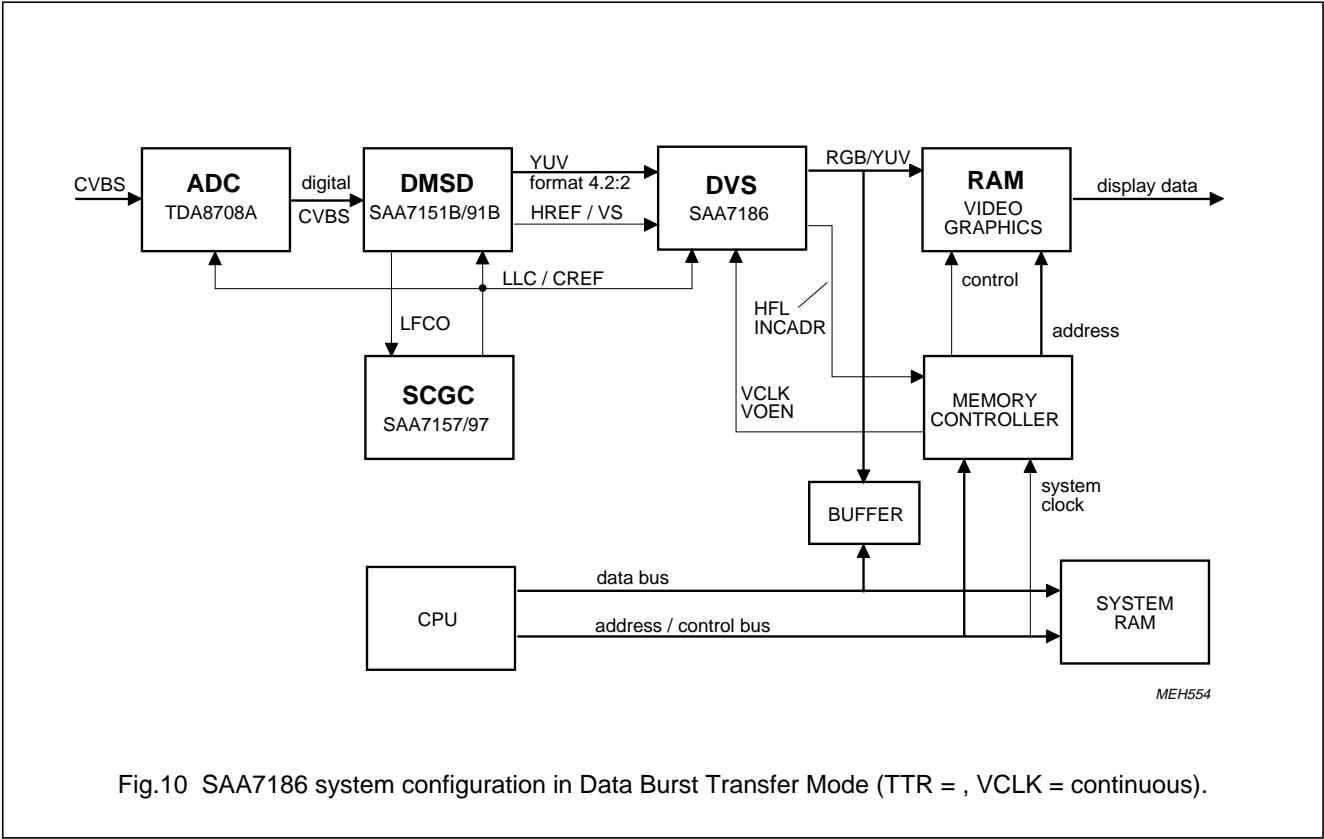 CVBS
ADC
TDA8708A
digital
CVBS
DMSD
SAA7151B/91B
YUV
format 4.2:2
HREF / VS
DVS
SAA7186
RGB/YUV
RAM
VIDEO
GRAPHICS
display data
LLC / CREF
LFCO
SCGC
SAA7157/97
HFL
INCADR
VCLK
VOEN
control
address
MEMORY
CONTROLLER
system
clock
BUFFER
CPU
data bus
address / control bus
SYSTEM
RAM
MEH554
Fig.10 SAA7186 system configuration in Data Burst Transfer Mode (TTR = , VCLK = continuous).